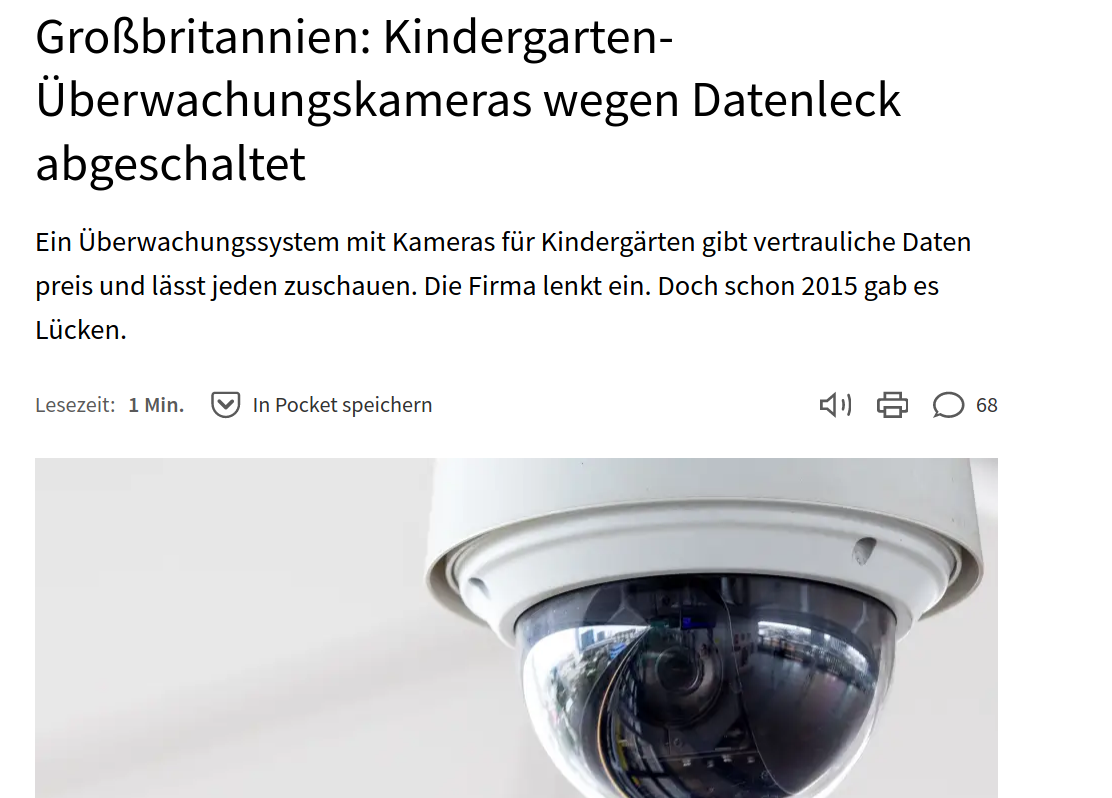 Großbritannien: Kindergarten-
Überwachungskameras wegen Datenleck
abgeschaltet
Ein Überwachungssystem mit Kameras für Kindergärten gibt vertrauliche Daten
preis und lässt jeden zuschauen. Die Firma lenkt ein. Doch schon 2015 gab es
Lücken.
Lesezeit: 1 Min. In Pocket speichern 68